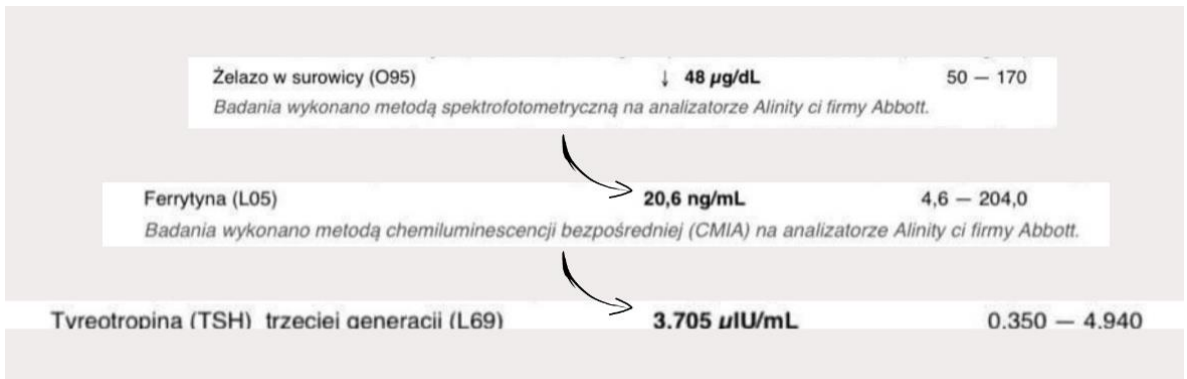 Żelazo w surowicy (O95) ↓ 48 µg/dL 50 — 170
Badania wykonano metodą spektrofotometryczną na analizatorze Alinity ci firmy Abbott.
Ferrytyna (L05) 20,6 ng/mL 4,6 — 204,0
Badania wykonano metodą chemiluminescencji bezpośredniej (CMIA) na analizatorze Alinity ci firmy Abbott.
Tyreotropina (TSH) trzeciej generacji (L69) 3.705 µIU/mL 0.350 — 4.940